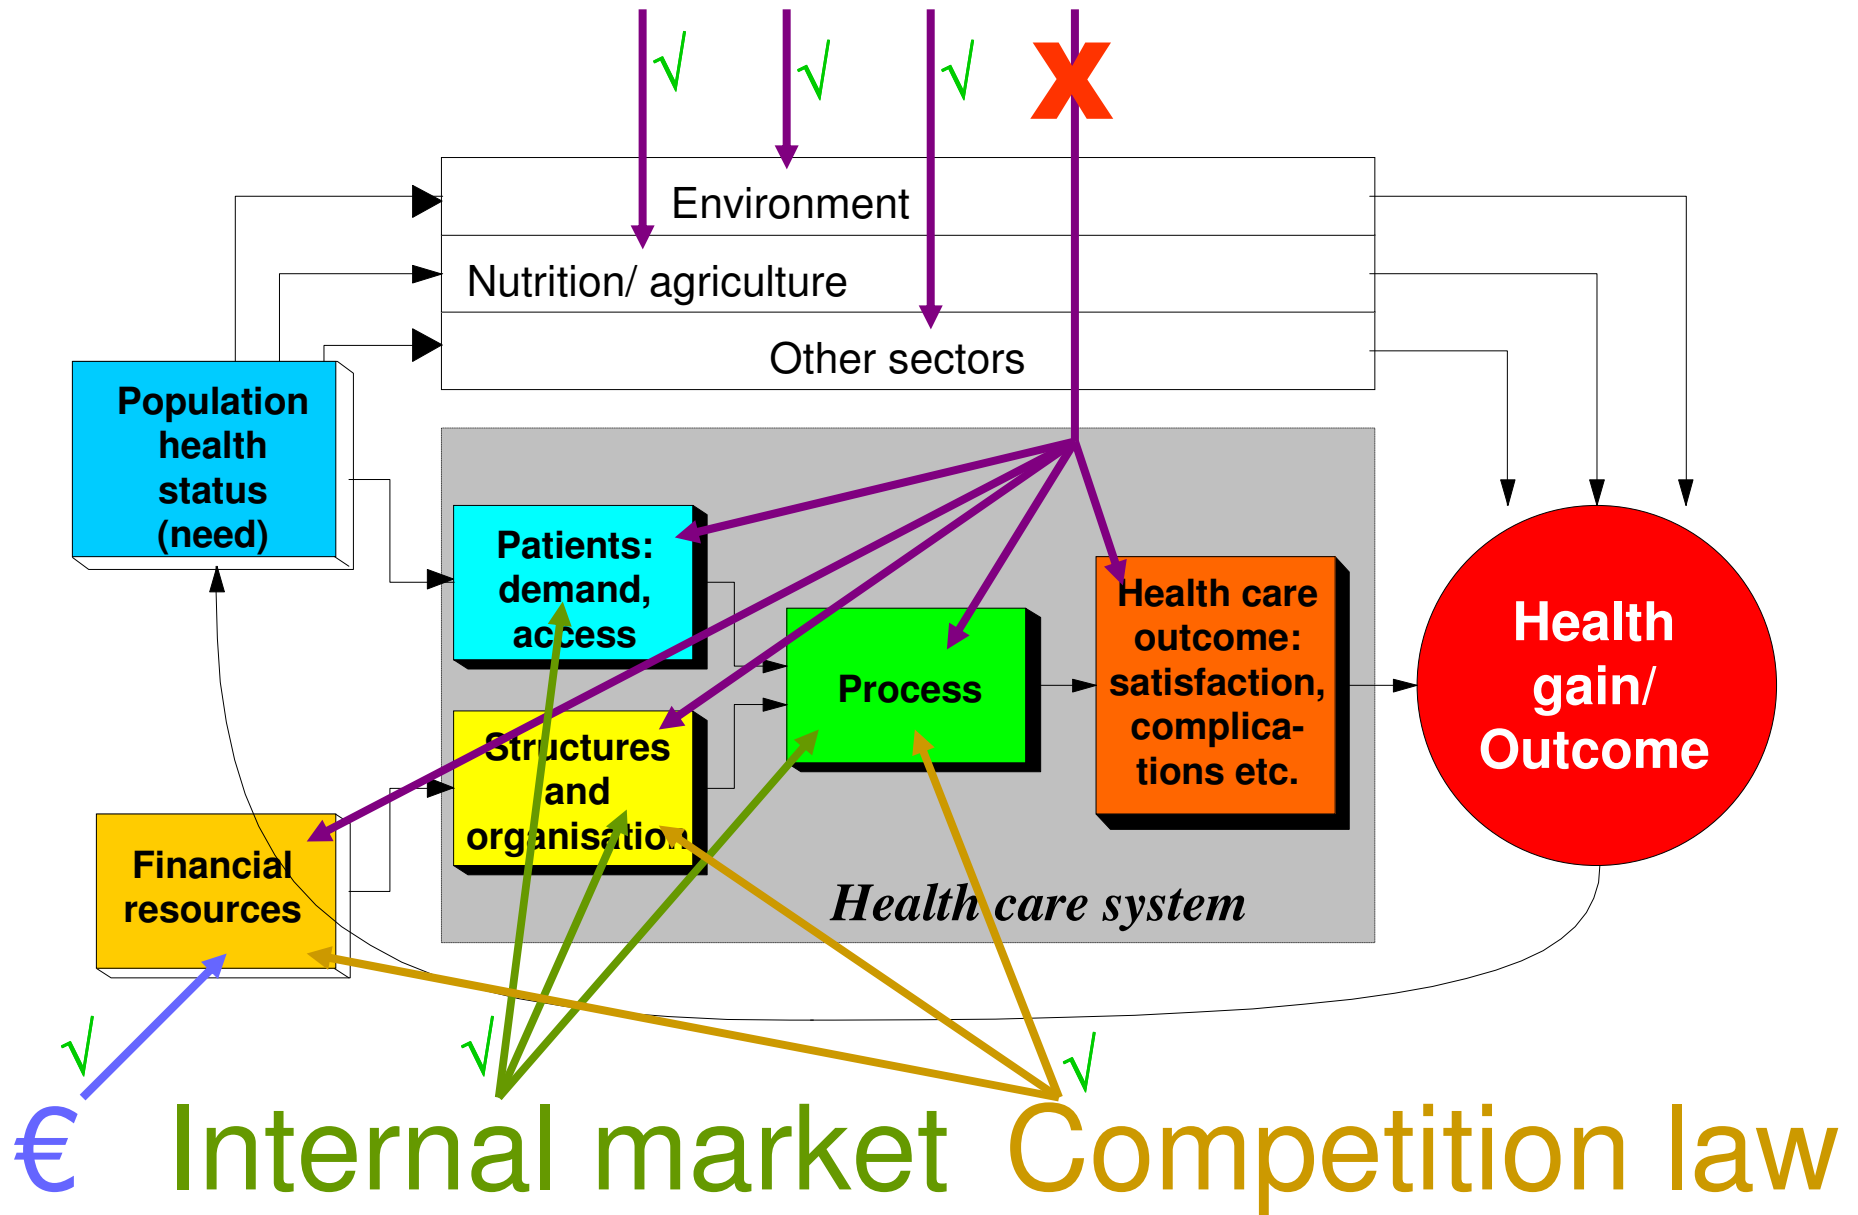 √ √ √ X
Environment
Nutrition/ agriculture
Other sectors
Population
health
status
(need)
Patients:
demand,
access
Structures
and
organisation
Process
Health care
outcome:
satisfaction,
complica-
tions etc.
Health
gain/
Outcome
Financial
resources
Health care system
√ √ √
€ Internal market Competition law